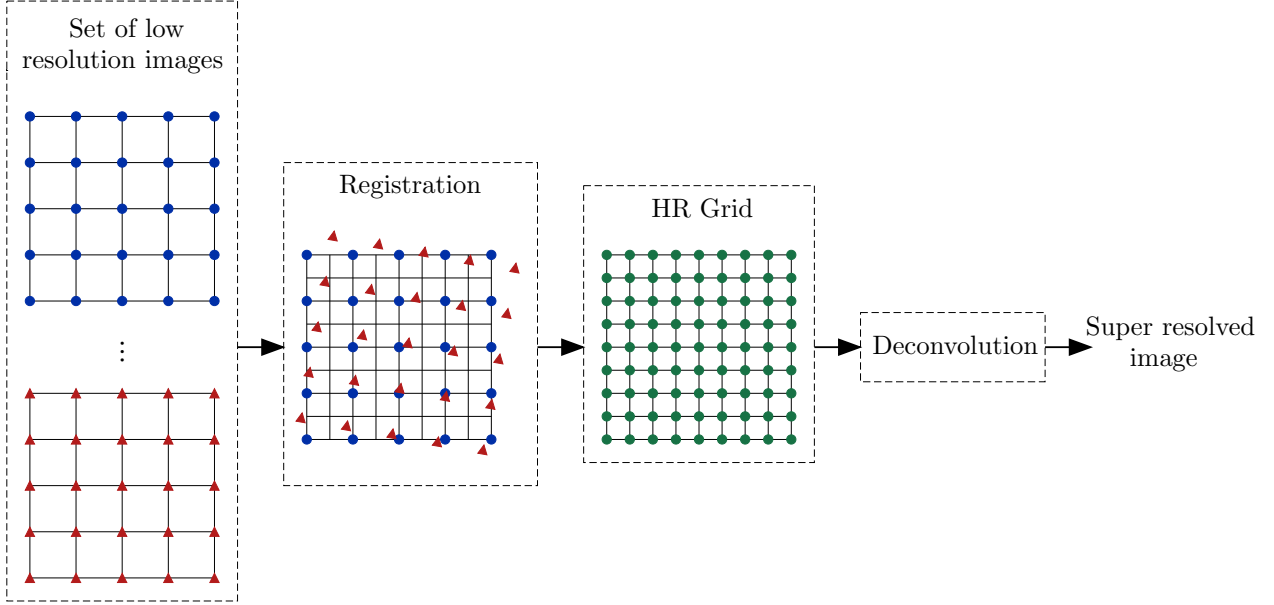 Set of low
resolution images
⋮
Registration
HR Grid
Deconvolution
Super resolved
image